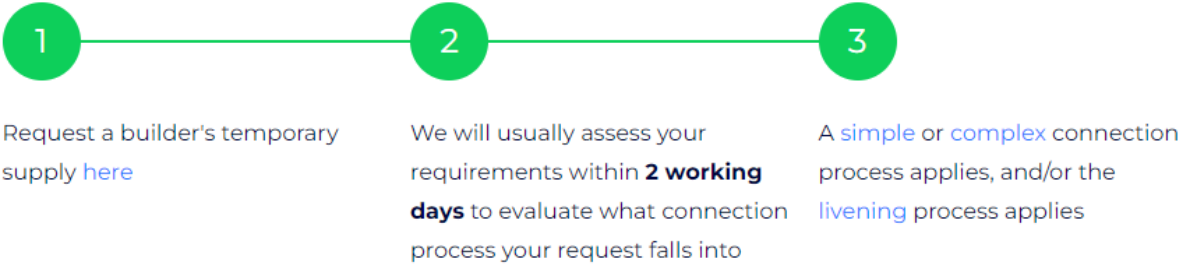 1
2
3
Request a builder's temporary
supply here
We will usually assess your
requirements within 2 working
days to evaluate what connection
process your request falls into
A simple or complex connection
process applies, and/or the
livening process applies